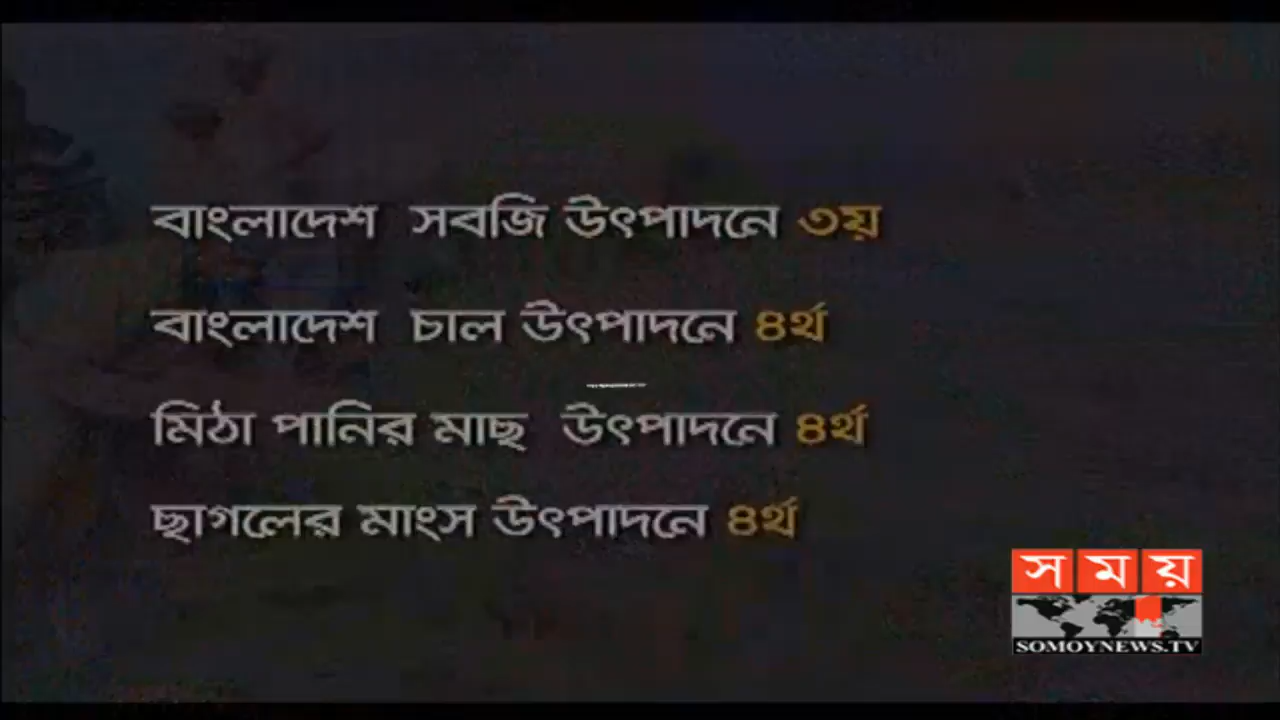 বাংলাদেশ সবজি উৎপাদনে ৩য়
বাংলাদেশ চাল উৎপাদনে ৪র্থ
মিঠা পানির মাছ উৎপাদনে ৪র্থ
ছাগলের মাংস উৎপাদনে ৪র্থ
সময়
SOMOYNEWS.TV